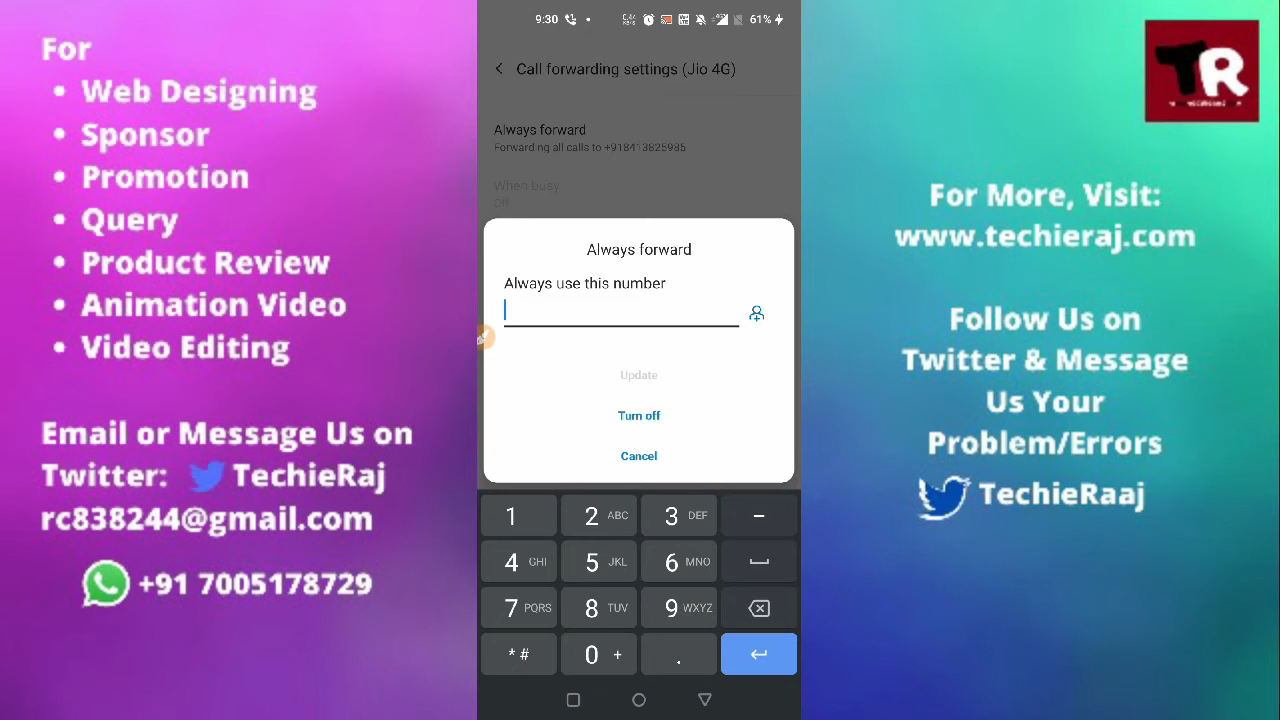 For
• Web Designing
• Sponsor
• Promotion
• Query
• Product Review
• Animation Video
• Video Editing
Email or Message Us on
Twitter: TechieRaj
rc838244@gmail.com
+91 7005178729
9:30 61%
Call forwarding settings (Jio 4G)
Always forward
Forwarding all calls to +918413825985
When busy
Off
Always forward
Always use this number
Update
Turn off
Cancel
1 2 ABC 3 DEF –
4 GHI 5 JKL 6 MNO
7 PQRS 8 TUV 9 WXYZ
* # 0 + .
TR
For More, Visit:
www.techieraj.com
Follow Us on
Twitter & Message
Us Your
Problem/Errors
TechieRaaj